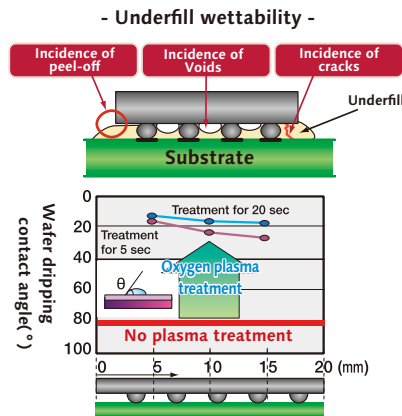 - Underfill wettability -
Incidence of
peel-off
Incidence of
Voids
Incidence of
cracks
Underfill
Substrate
Wafer dripping
contact angle(°)
0
20
40
60
80
100
Treatment for 20 sec
Treatment
for 5 sec
Oxygen plasma
treatment
θ
No plasma treatment
0 5 10 15 20 (mm)